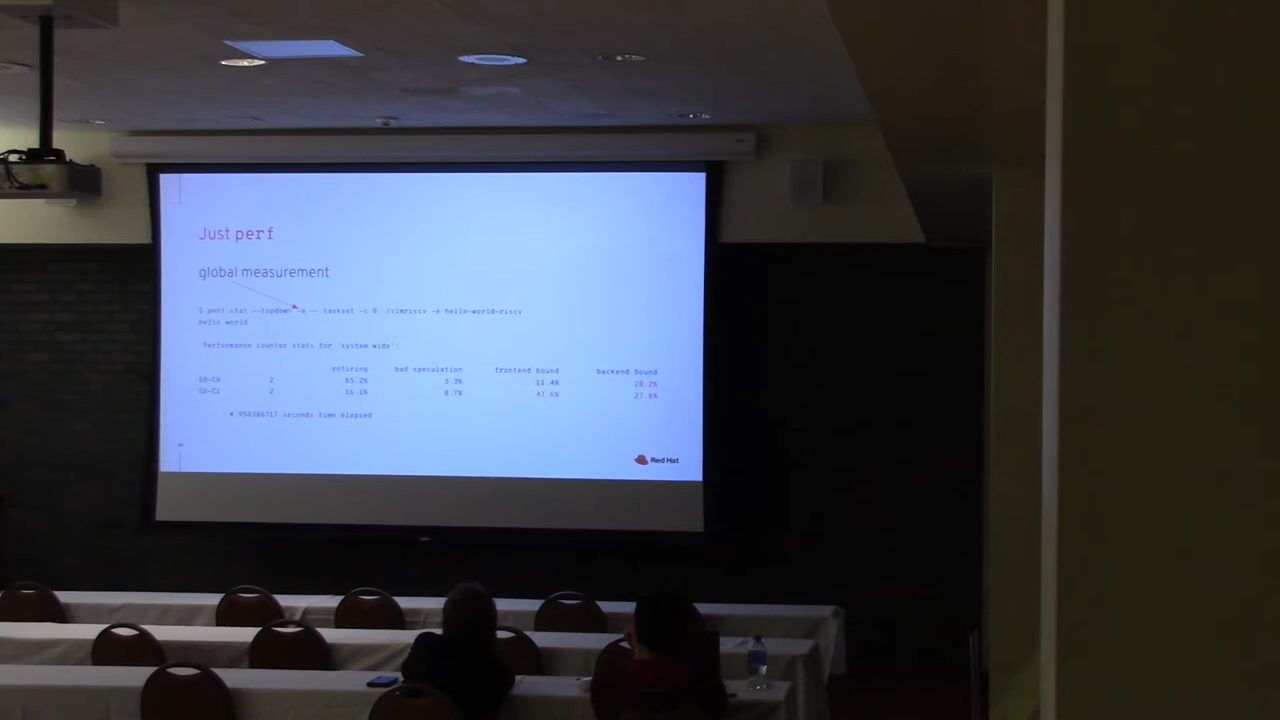 Just perf
global measurement
$ perf stat --topdown -a -- taskset -c 0 ./simriscv -e hello-world-riscv
hello world
Performance counter stats for 'system wide':
retiring bad speculation frontend bound backend bound
S0-C0 2 65.2% 3.3% 11.4% 20.2%
S0-C1 2 16.1% 8.7% 47.6% 27.6%
4.950386717 seconds time elapsed
Red Hat